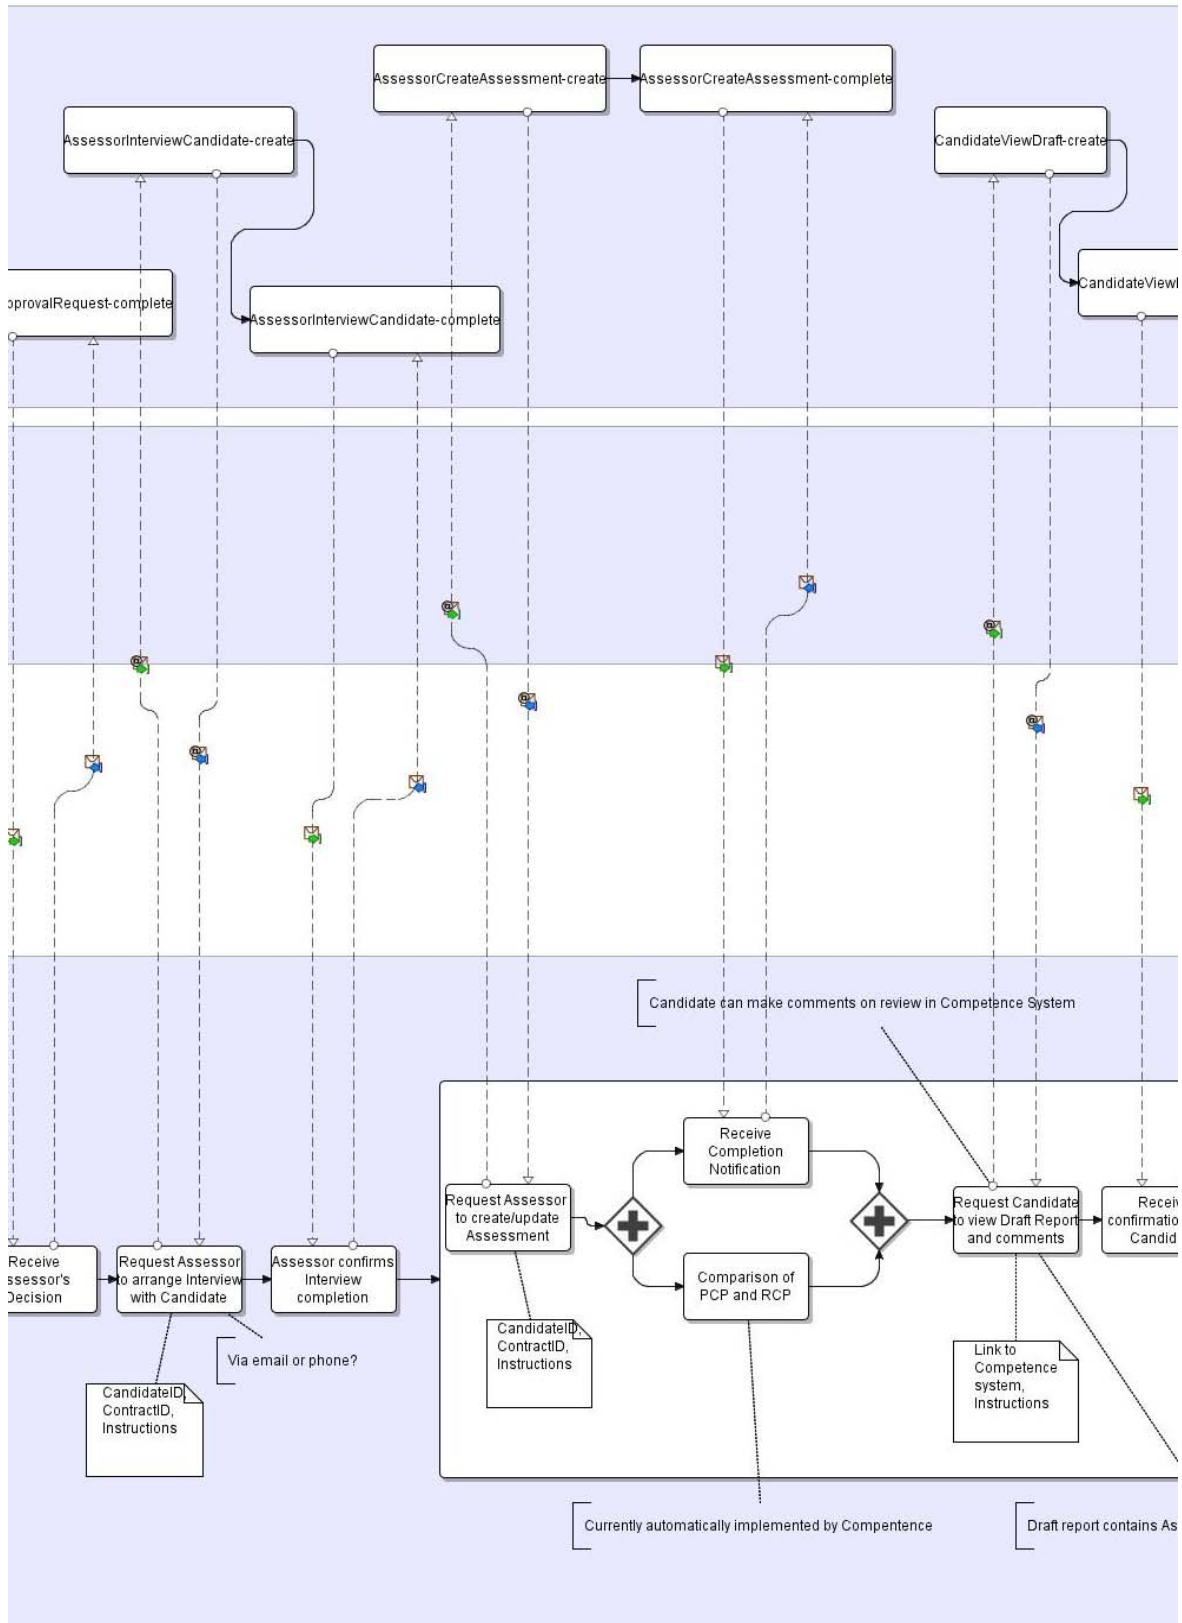 AssessorCreateAssessment-create
AssessorCreateAssessment-complete
AssessorInterviewCandidate-create
CandidateViewDraft-create
pprovalRequest-complete
AssessorInterviewCandidate-complete
Candidate can make comments on review in Competence System
Receive
Completion
Notification
Request Assessor
to create/update
Assessment
Request Candidate
to view Draft Report
and comments
confirmation
Receive
ssessor's
Decision
Request Assessor
to arrange Interview
with Candidate
Assessor confirms
Interview
completion
Comparison of
PCP and RCP
CandidateID,
ContractID,
Instructions
Link to
Competence
system,
Instructions
Via email or phone?
CandidateID,
ContractID,
Instructions
Currently automatically implemented by Compentence
Draft report contains As